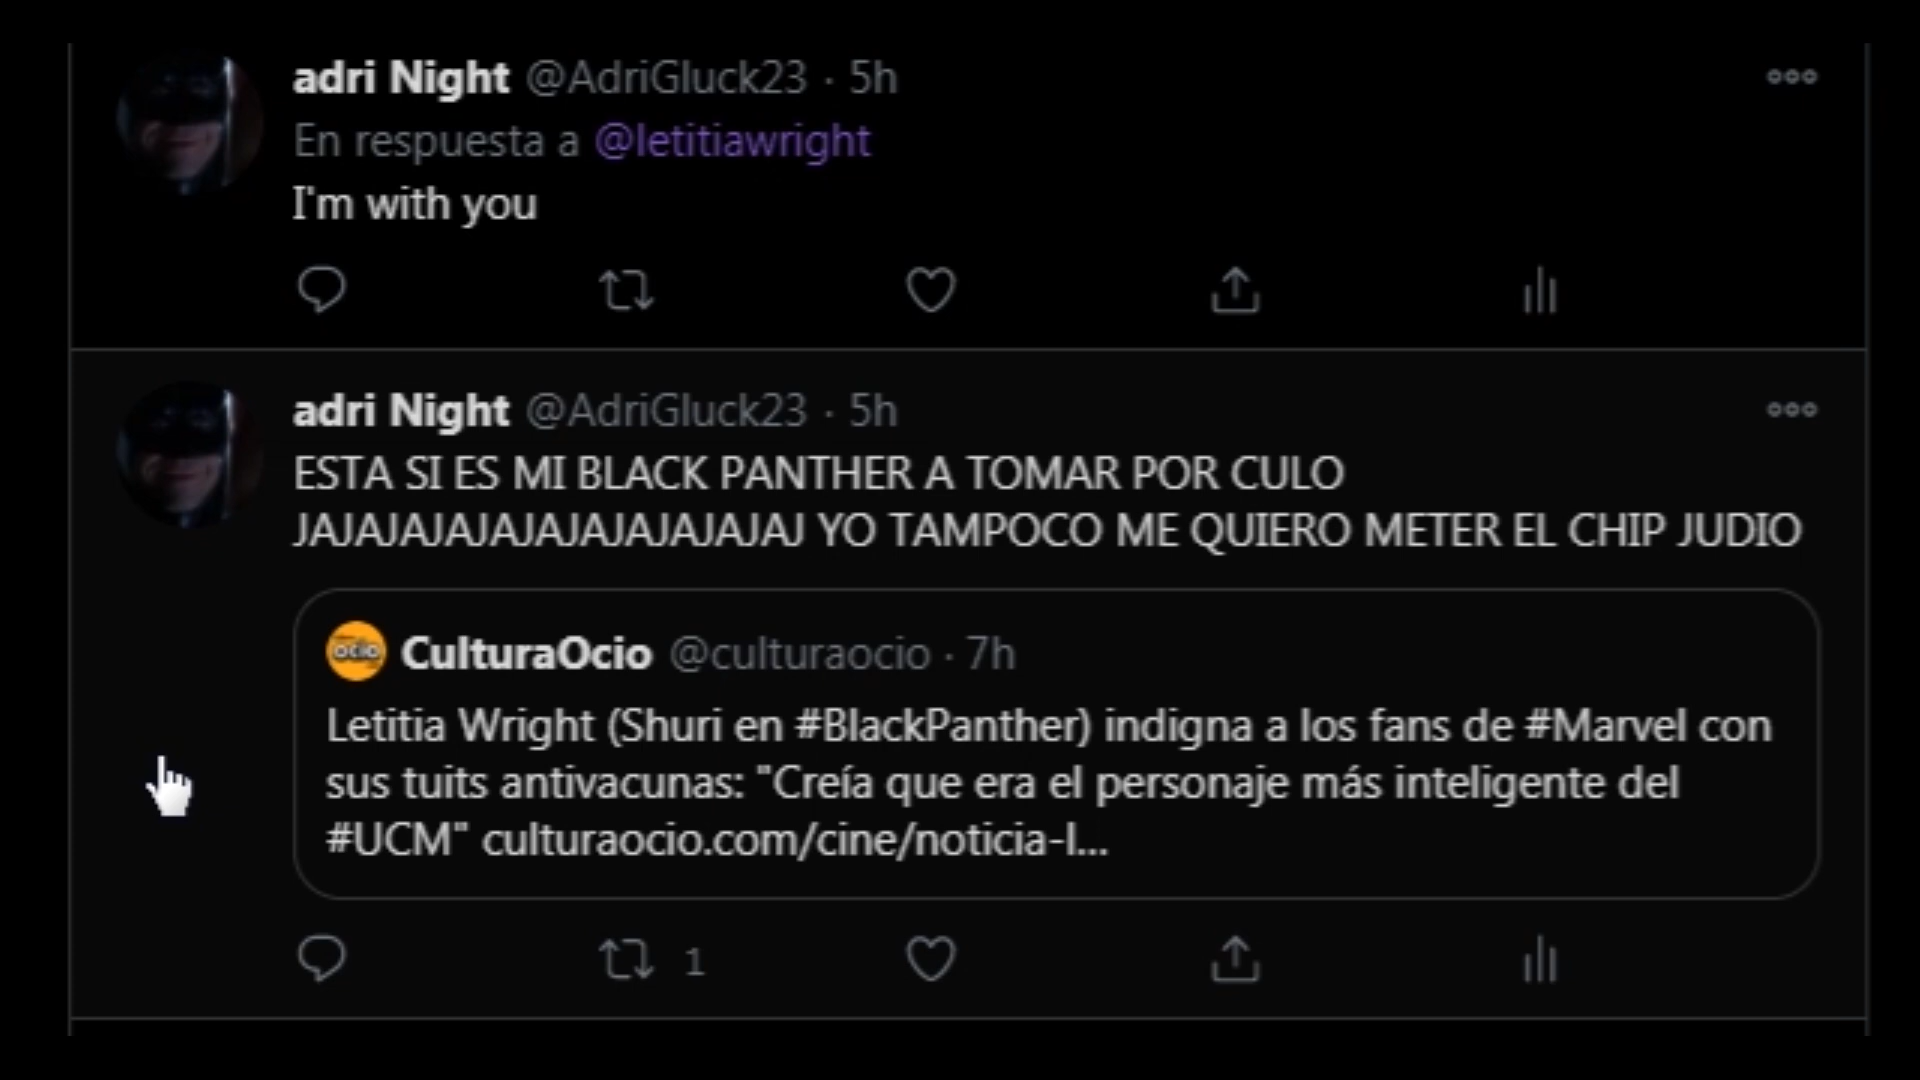 adri Night @AdriGluck23 · 5h
En respuesta a @letitiawright
I'm with you
adri Night @AdriGluck23 · 5h
ESTA SI ES MI BLACK PANTHER A TOMAR POR CULO
JAJAJAJAJAJAJAJAJAJAJAJ YO TAMPOCO ME QUIERO METER EL CHIP JUDIO
ocio
CulturaOcio @culturaocio · 7h
Letitia Wright (Shuri en #BlackPanther) indigna a los fans de #Marvel con
sus tuits antivacunas: "Creía que era el personaje más inteligente del
#UCM" culturaocio.com/cine/noticia-l...
1